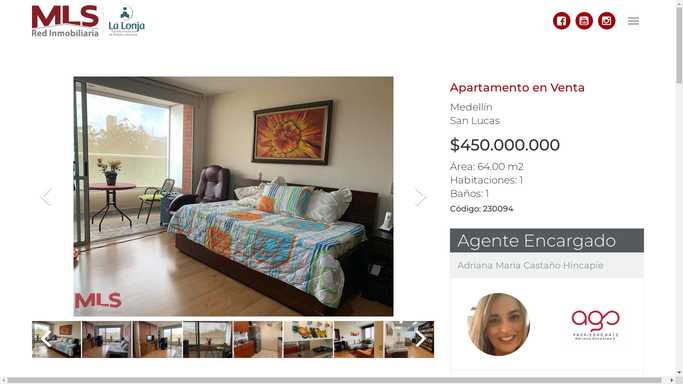 MLS
Red Inmobiliaria
La Lonja
Apartamento en Venta
Medellín
San Lucas
$450.000.000
Área: 64.00 m2
Habitaciones: 1
Baños: 1
Código: 230094
MLS
Agente Encargado
Adriana Maria Castaño Hincapie
ago